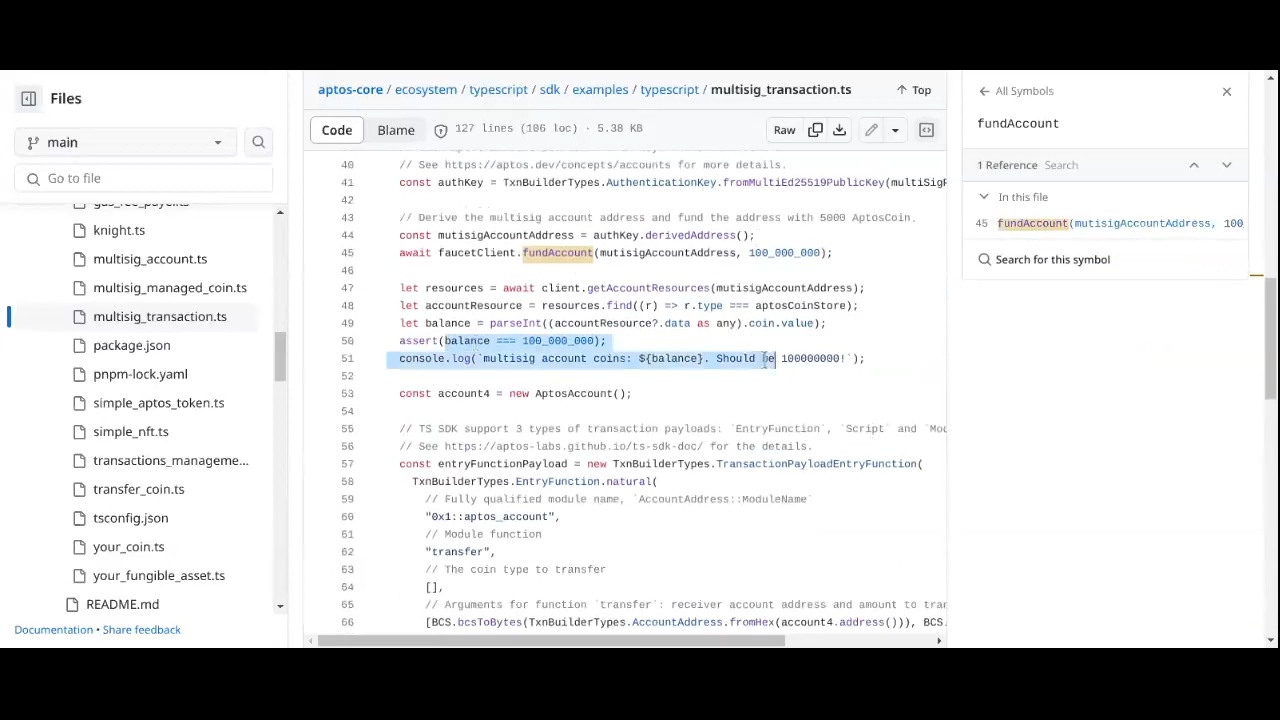 Files
main
Go to file
knight.ts
multisig_account.ts
multisig_managed_coin.ts
multisig_transaction.ts
package.json
pnpm-lock.yaml
simple_aptos_token.ts
simple_nft.ts
transactions_manageme...
transfer_coin.ts
tsconfig.json
your_coin.ts
your_fungible_asset.ts
README.md
Documentation • Share feedback
aptos-core / ecosystem / typescript / sdk / examples / typescript / multisig_transaction.ts
Top
Code Blame 127 lines (106 loc) · 5.38 KB Raw
40 // See https://aptos.dev/concepts/accounts for more details.
41 const authKey = TxnBuilderTypes.AuthenticationKey.fromMultiEd25519PublicKey(multiSigP
42
43 // Derive the multisig account address and fund the address with 5000 AptosCoin.
44 const mutisigAccountAddress = authKey.derivedAddress();
45 await faucetClient.fundAccount(mutisigAccountAddress, 100_000_000);
46
47 let resources = await client.getAccountResources(mutisigAccountAddress);
48 let accountResource = resources.find((r) => r.type === aptosCoinStore);
49 let balance = parseInt((accountResource?.data as any).coin.value);
50 assert(balance === 100_000_000);
51 console.log(`multisig account coins: ${balance}. Should be 100000000!`);
52
53 const account4 = new AptosAccount();
54
55 // TS SDK support 3 types of transaction payloads: `EntryFunction`, `Script` and `Mod
56 // See https://aptos-labs.github.io/ts-sdk-doc/ for the details.
57 const entryFunctionPayload = new TxnBuilderTypes.TransactionPayloadEntryFunction(
58 TxnBuilderTypes.EntryFunction.natural(
59 // Fully qualified module name, `AccountAddress::ModuleName`
60 "0x1::aptos_account",
61 // Module function
62 "transfer",
63 // The coin type to transfer
64 [],
65 // Arguments for function `transfer`: receiver account address and amount to tran
66 [BCS.bcsToBytes(TxnBuilderTypes.AccountAddress.fromHex(account4.address())), BCS.
All Symbols
fundAccount
1 Reference Search
In this file
45 fundAccount(mutisigAccountAddress, 100
Search for this symbol